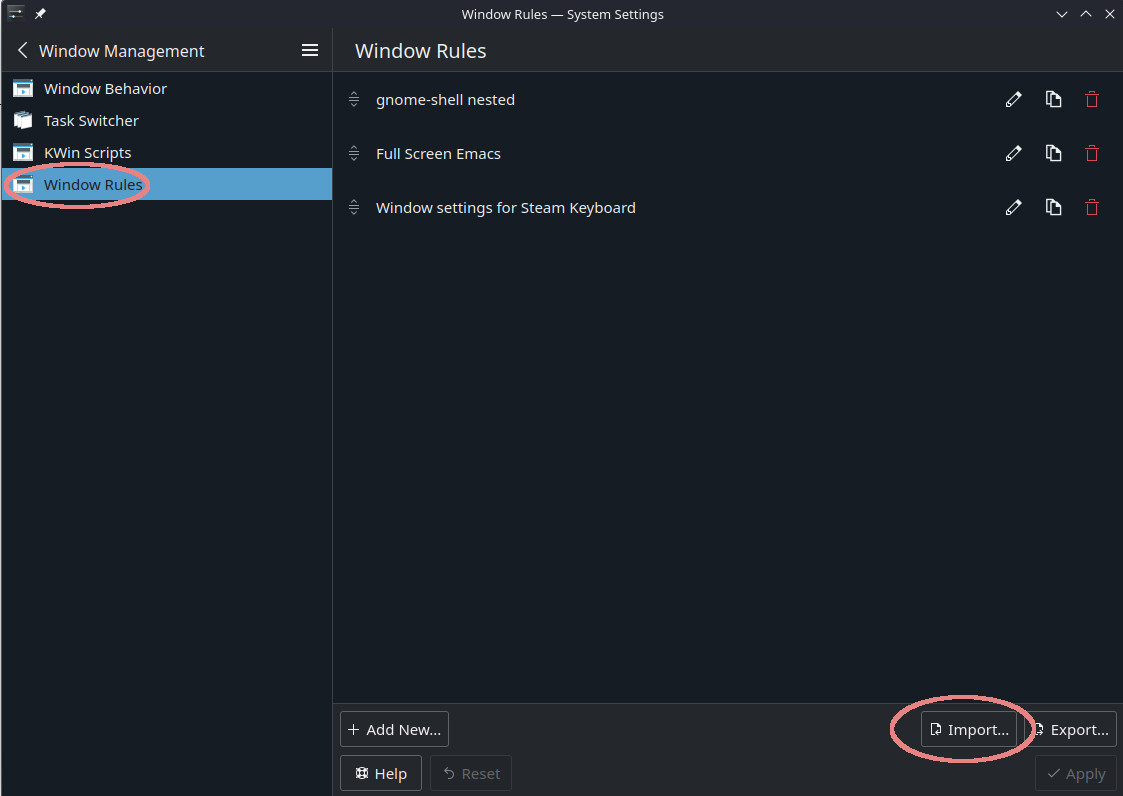 Window Rules — System Settings
Window Management
Window Rules
Window Behavior
Task Switcher
KWin Scripts
Window Rules
gnome-shell nested
Full Screen Emacs
Window settings for Steam Keyboard
Add New... Import... Export...
Help Reset Apply